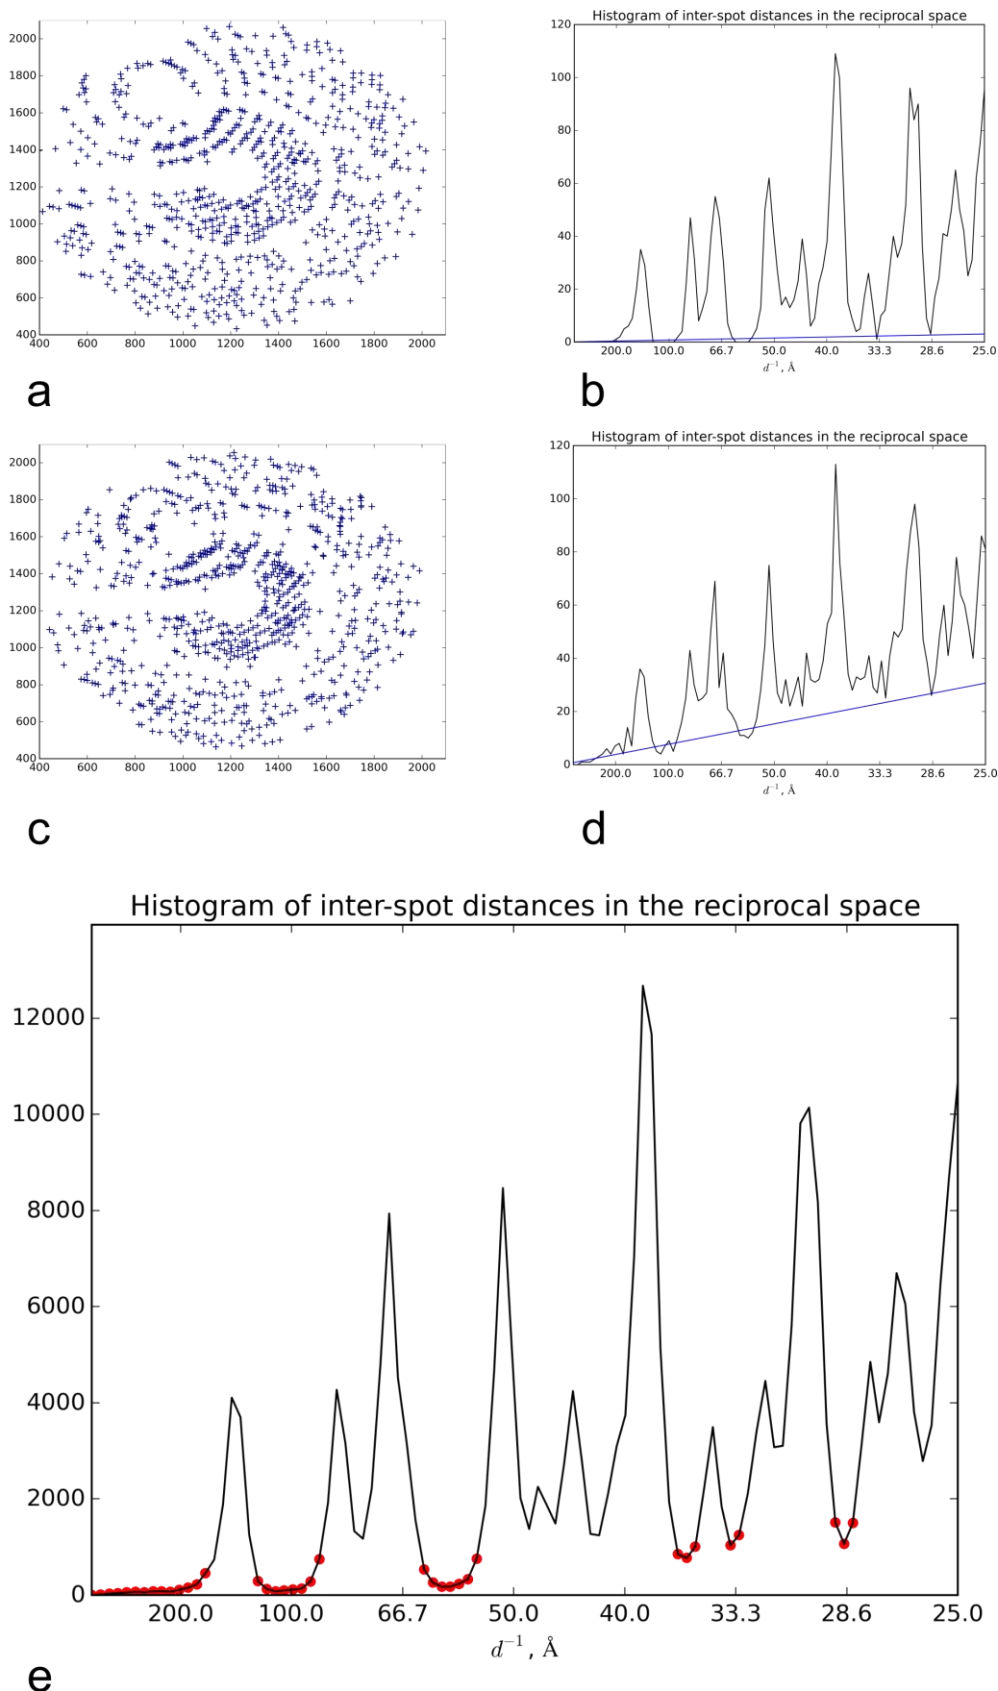 2000
1800
1600
1400
1200
1000
800
600
400
400 600 800 1000 1200 1400 1600 1800 2000
a
Histogram of inter-spot distances in the reciprocal space
120
100
80
60
40
20
0
200.0 100.0 66.7 50.0 40.0 33.3 28.6 25.0
d⁻¹, Å
b
2000
1800
1600
1400
1200
1000
800
600
400
400 600 800 1000 1200 1400 1600 1800 2000
c
Histogram of inter-spot distances in the reciprocal space
120
100
80
60
40
20
0
200.0 100.0 66.7 50.0 40.0 33.3 28.6 25.0
d⁻¹, Å
d
Histogram of inter-spot distances in the reciprocal space
12000
10000
8000
6000
4000
2000
0
200.0 100.0 66.7 50.0 40.0 33.3 28.6 25.0
d⁻¹, Å
e